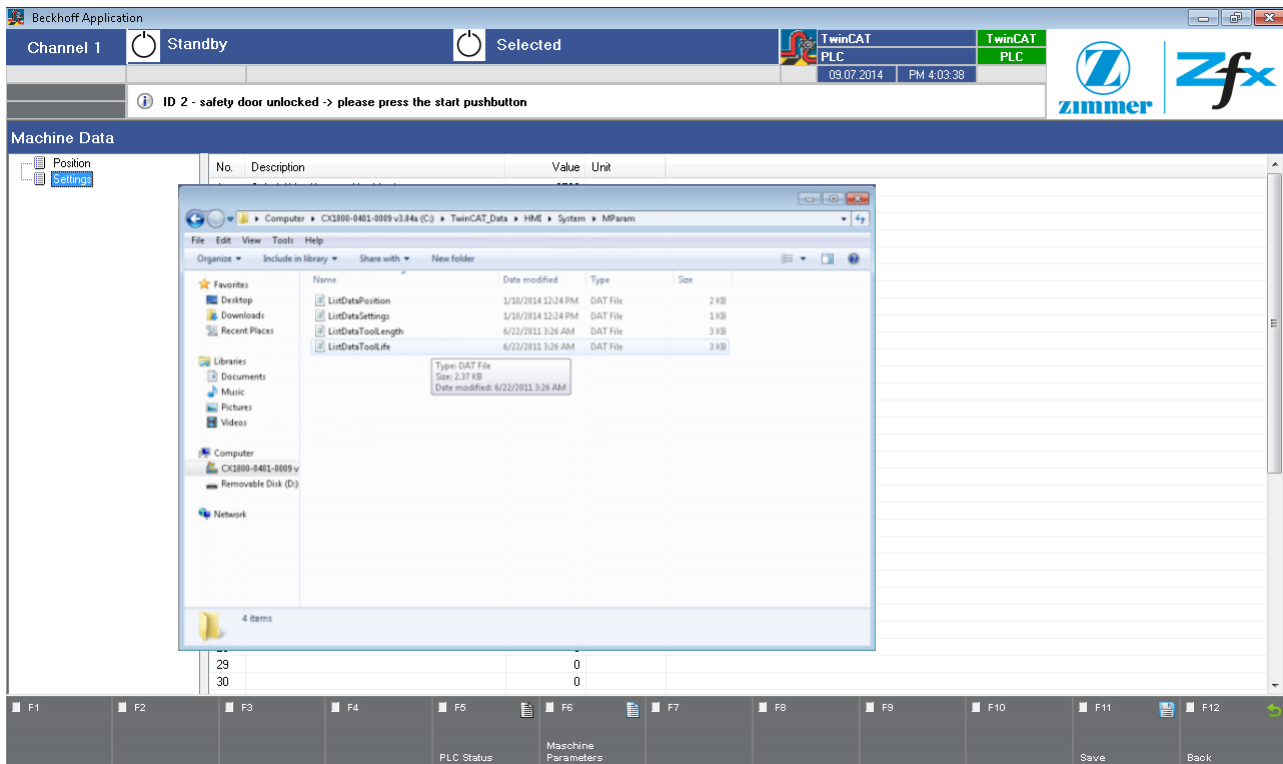 Beckhoff Application
Channel 1 Standby Selected TwinCAT TwinCAT
PLC PLC
09.07.2014 PM 4:03:38
ID 2 - safety door unlocked -> please press the start pushbutton
zimmer Zfx
Machine Data
Position
Settings
No. Description Value Unit
Computer CX1800-0401-0009 v3.84a (C:) TwinCAT_Data HMI System MParam
File Edit View Tools Help
Organize Include in library Share with New folder
Name Date modified Type Size
Favorites
Desktop
Downloads
Recent Places
Libraries
Documents
Music
Pictures
Videos
Computer
CX1800-0401-0009 v
Removable Disk (D:)
Network
ListDataPosition 1/18/2014 12:24 PM DAT File 2 KB
ListDataSettings 1/18/2014 12:24 PM DAT File 1 KB
ListDataToolLength 6/22/2011 3:26 AM DAT File 3 KB
ListDataToolLife 6/22/2011 3:26 AM DAT File 3 KB
Type: DAT File
Size: 2.37 KB
Date modified: 6/22/2011 3:26 AM
4 items
29 0
30 0
F1 F2 F3 F4 F5 F6 F7 F8 F9 F10 F11 F12
PLC Status Maschine Parameters Save Back